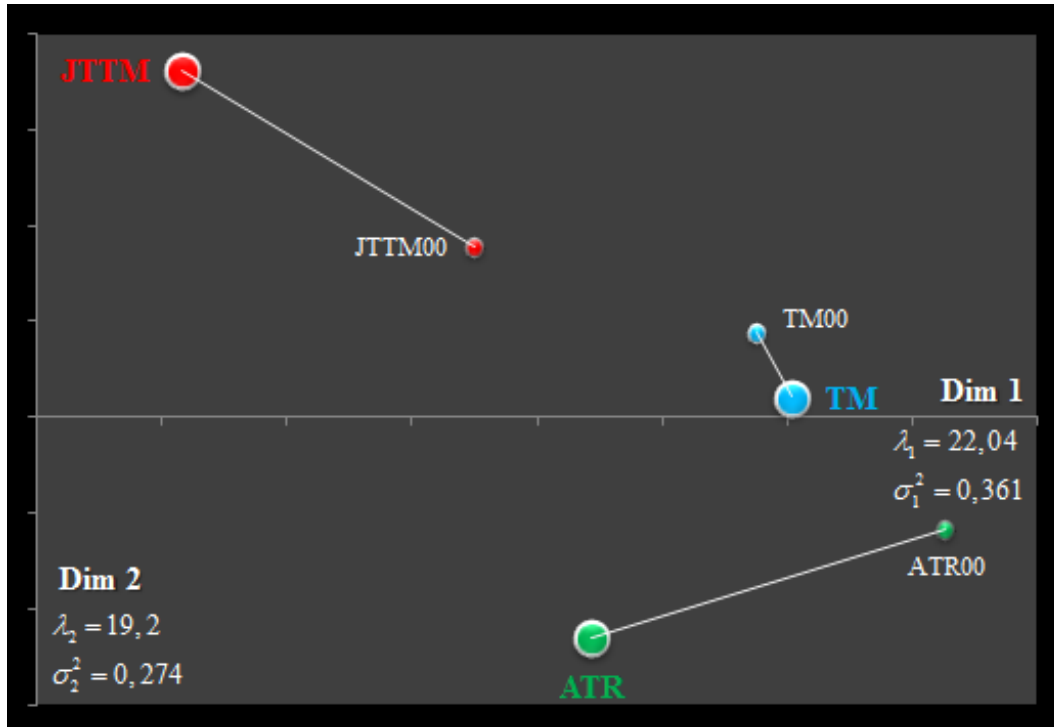 JTTM
JTTM00
TM00
TM
Dim 1
λ₁ = 22,04
σ₁² = 0,361
ATR00
Dim 2
λ₂ = 19,2
σ₂² = 0,274
ATR